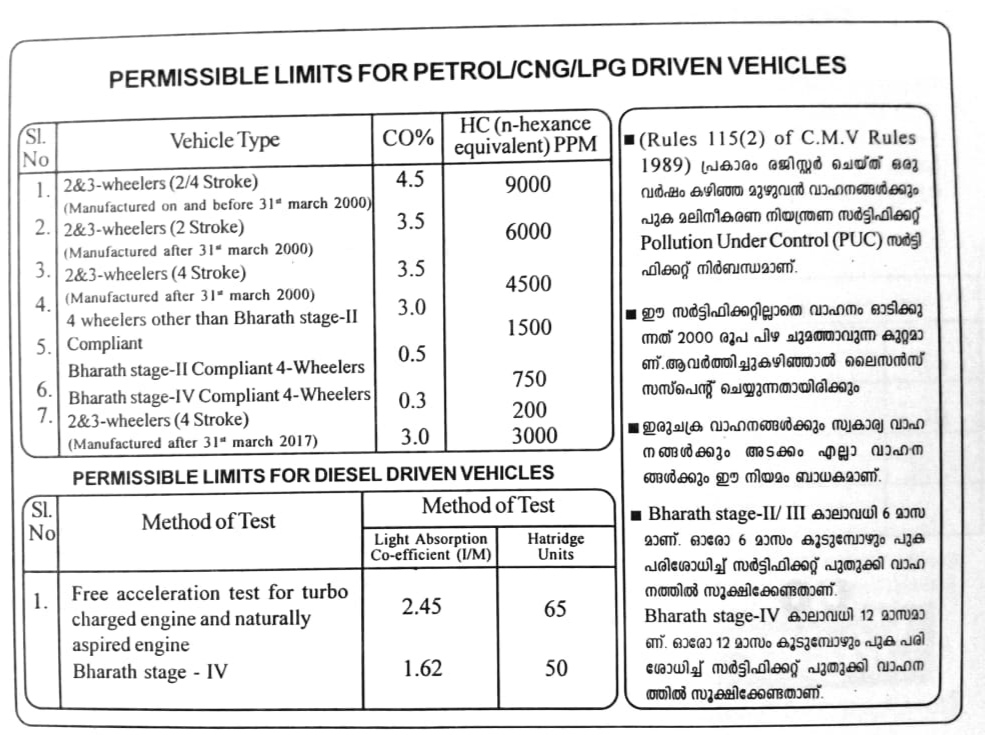 PERMISSIBLE LIMITS FOR PETROL/CNG/LPG DRIVEN VEHICLES
Sl. No
Vehicle Type
CO%
HC (n-hexance equivalent) PPM
1. 2&3-wheelers (2/4 Stroke) 4.5 9000
(Manufactured on and before 31st march 2000)
2. 2&3-wheelers (2 Stroke) 3.5 6000
(Manufactured after 31st march 2000)
3. 2&3-wheelers (4 Stroke) 3.5 4500
(Manufactured after 31st march 2000)
4. 4 wheelers other than Bharath stage-II 3.0 1500
Compliant
5. Bharath stage-II Compliant 4-Wheelers 0.5 750
6. Bharath stage-IV Compliant 4-Wheelers 0.3 200
7. 2&3-wheelers (4 Stroke) 3.0 3000
(Manufactured after 31st march 2017)
PERMISSIBLE LIMITS FOR DIESEL DRIVEN VEHICLES
Sl. No
Method of Test
Method of Test
Light Absorption Co-efficient (I/M)
Hatridge Units
1. Free acceleration test for turbo
charged engine and naturally 2.45 65
aspired engine
Bharath stage - IV 1.62 50
■ (Rules 115(2) of C.M.V Rules
1989) പ്രകാരം രജിസ്റ്റർ ചെയ്ത് ഒരു
വർഷം കഴിഞ്ഞ മുഴുവൻ വാഹനങ്ങൾക്കും
പുക മലിനീകരണ നിയന്ത്രണ സർട്ടിഫിക്കറ്റ്
Pollution Under Control (PUC) സർട്ടി
ഫിക്കറ്റ് നിർബന്ധമാണ്.
■ ഈ സർട്ടിഫിക്കറ്റില്ലാതെ വാഹനം ഓടിക്കു
ന്നത് 2000 രൂപ പിഴ ചുമത്താവുന്ന കുറ്റമാ
ണ്.ആവർത്തിച്ചുകഴിഞ്ഞാൽ ലൈസൻസ്
സസ്പെന്റ് ചെയ്യുന്നതായിരിക്കും
■ ഇരുചക്ര വാഹനങ്ങൾക്കും സ്വകാര്യ വാഹ
നങ്ങൾക്കും അടക്കം എല്ലാ വാഹന
ങ്ങൾക്കും ഈ നിയമം ബാധകമാണ്.
■ Bharath stage-II/ III കാലാവധി 6 മാസ
മാണ്. ഓരോ 6 മാസം കൂടുമ്പോഴും പുക
പരിശോധിച്ച് സർട്ടിഫിക്കറ്റ് പുതുക്കി വാഹ
നത്തിൽ സൂക്ഷിക്കേണ്ടതാണ്.
Bharath stage-IV കാലാവധി 12 മാസമാ
ണ്. ഓരോ 12 മാസം കൂടുമ്പോഴും പുക പരി
ശോധിച്ച് സർട്ടിഫിക്കറ്റ് പുതുക്കി വാഹന
ത്തിൽ സൂക്ഷിക്കേണ്ടതാണ്.